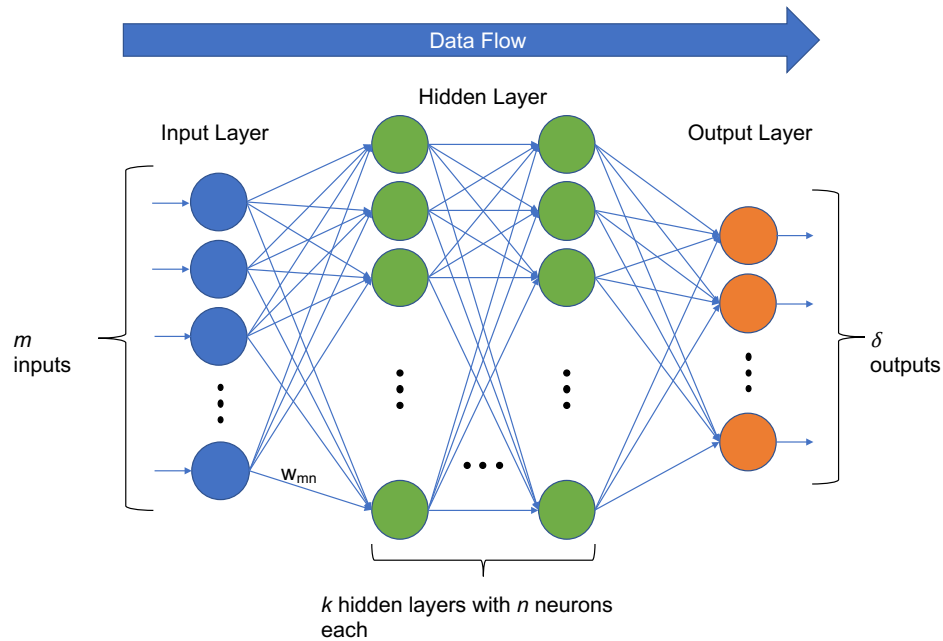 Data Flow
Hidden Layer
Input Layer
Output Layer
m
inputs
δ
outputs
wmn
k hidden layers with n neurons
each